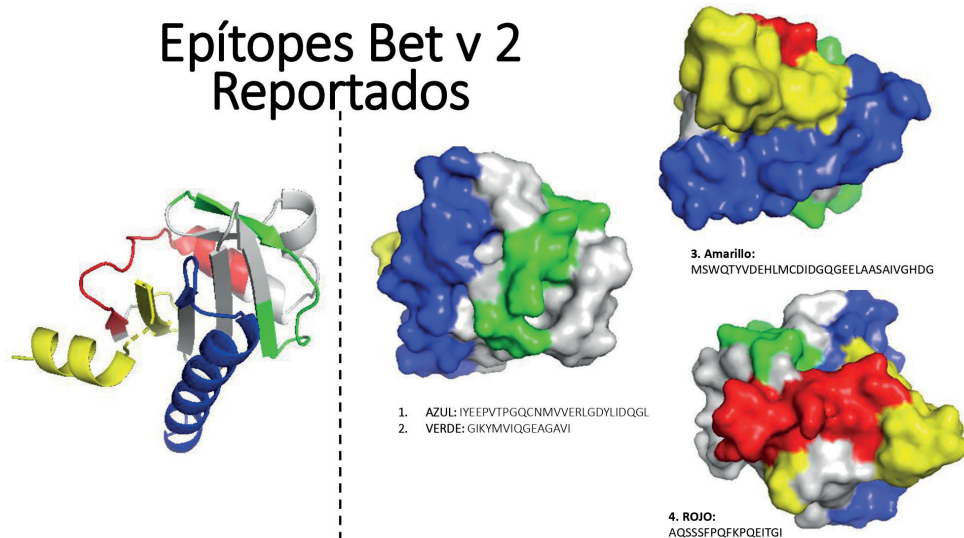 Epítopes Bet v 2
Reportados
1. AZUL: IYEEPVTPGQCNMVVERLGDYLIDQGL
2. VERDE: GIKYMVIQGEAGAVI
3. Amarillo:
MSWQTYVDEHLMCDIDGQGEELAASAIVGHDG
4. ROJO:
AQSSSFPQFKPQEITGI